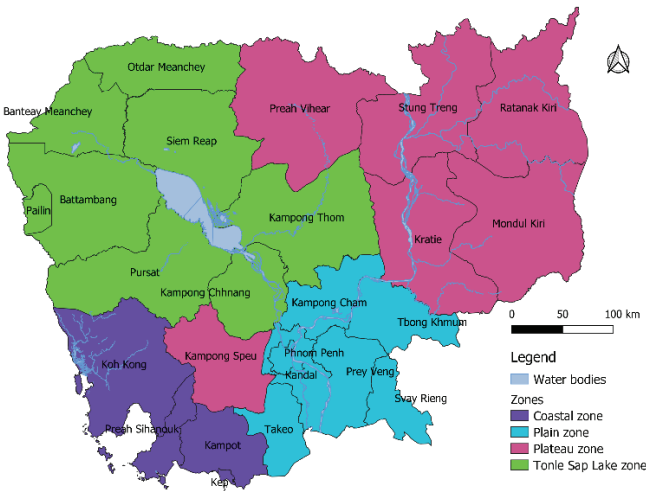 Otdar Meanchey
Banteay Meanchey
Preah Vihear
Stung Treng
Ratanak Kiri
Siem Reap
Battambang
Pailin
Kampong Thom
Kratie
Mondul Kiri
Pursat
Kampong Chhnang
Kampong Cham
Tbong Khmum
Koh Kong
Kampong Speu
Phnom Penh
Kandal
Prey Veng
Svay Rieng
Preah Sihanouk
Kampot
Takeo
Kep
0 50 100 km
Legend
Water bodies
Zones
Coastal zone
Plain zone
Plateau zone
Tonle Sap Lake zone